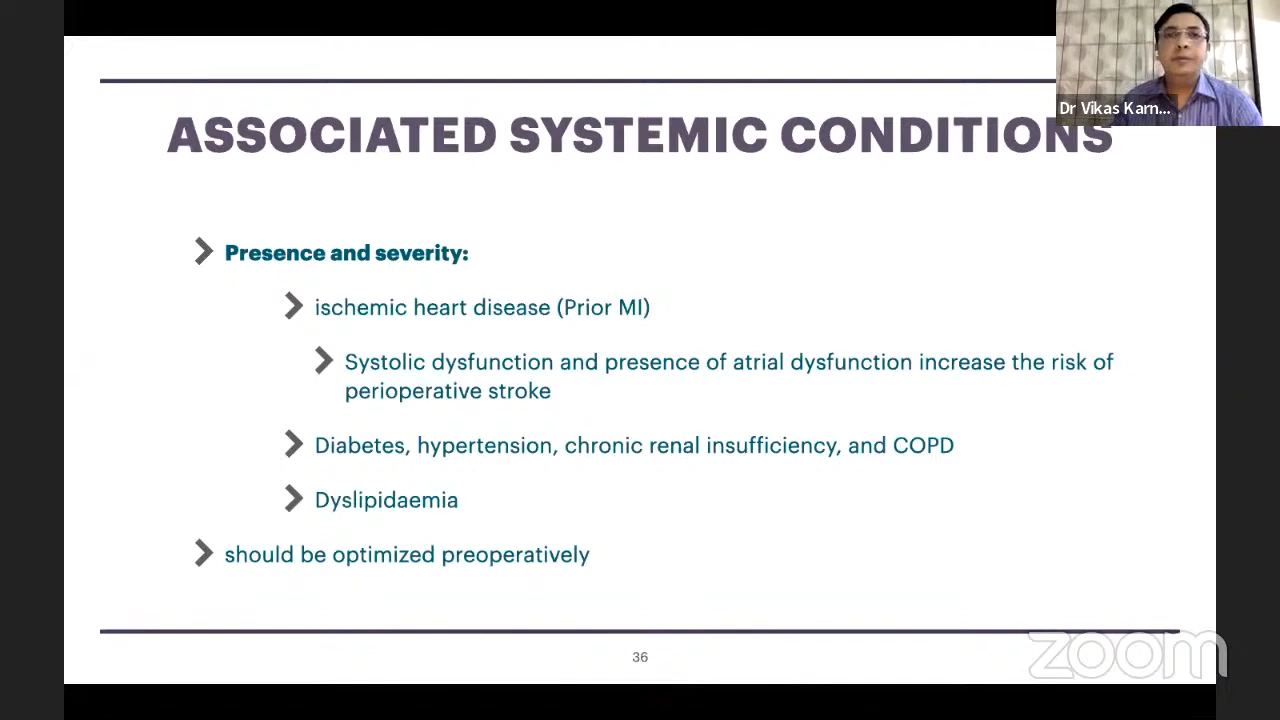 Dr Vikas Karn...
ASSOCIATED SYSTEMIC CONDITIONS
Presence and severity:
ischemic heart disease (Prior MI)
Systolic dysfunction and presence of atrial dysfunction increase the risk of
perioperative stroke
Diabetes, hypertension, chronic renal insufficiency, and COPD
Dyslipidaemia
should be optimized preoperatively
36
zoom